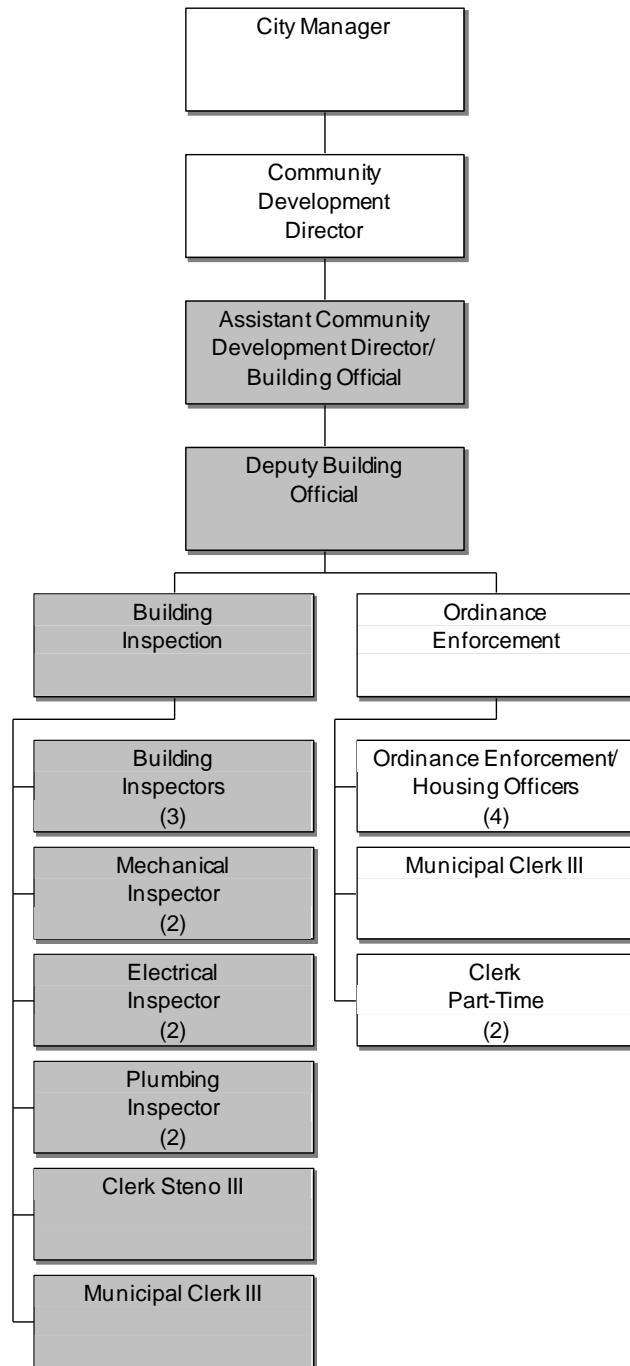 City Manager
Community
Development
Director
Assistant Community
Development Director/
Building Official
Deputy Building
Official
Building
Inspection
Building
Inspectors
(3)
Mechanical
Inspector
(2)
Electrical
Inspector
(2)
Plumbing
Inspector
(2)
Clerk Steno III
Municipal Clerk III
Ordinance
Enforcement
Ordinance Enforcement/
Housing Officers
(4)
Municipal Clerk III
Clerk
Part-Time
(2)